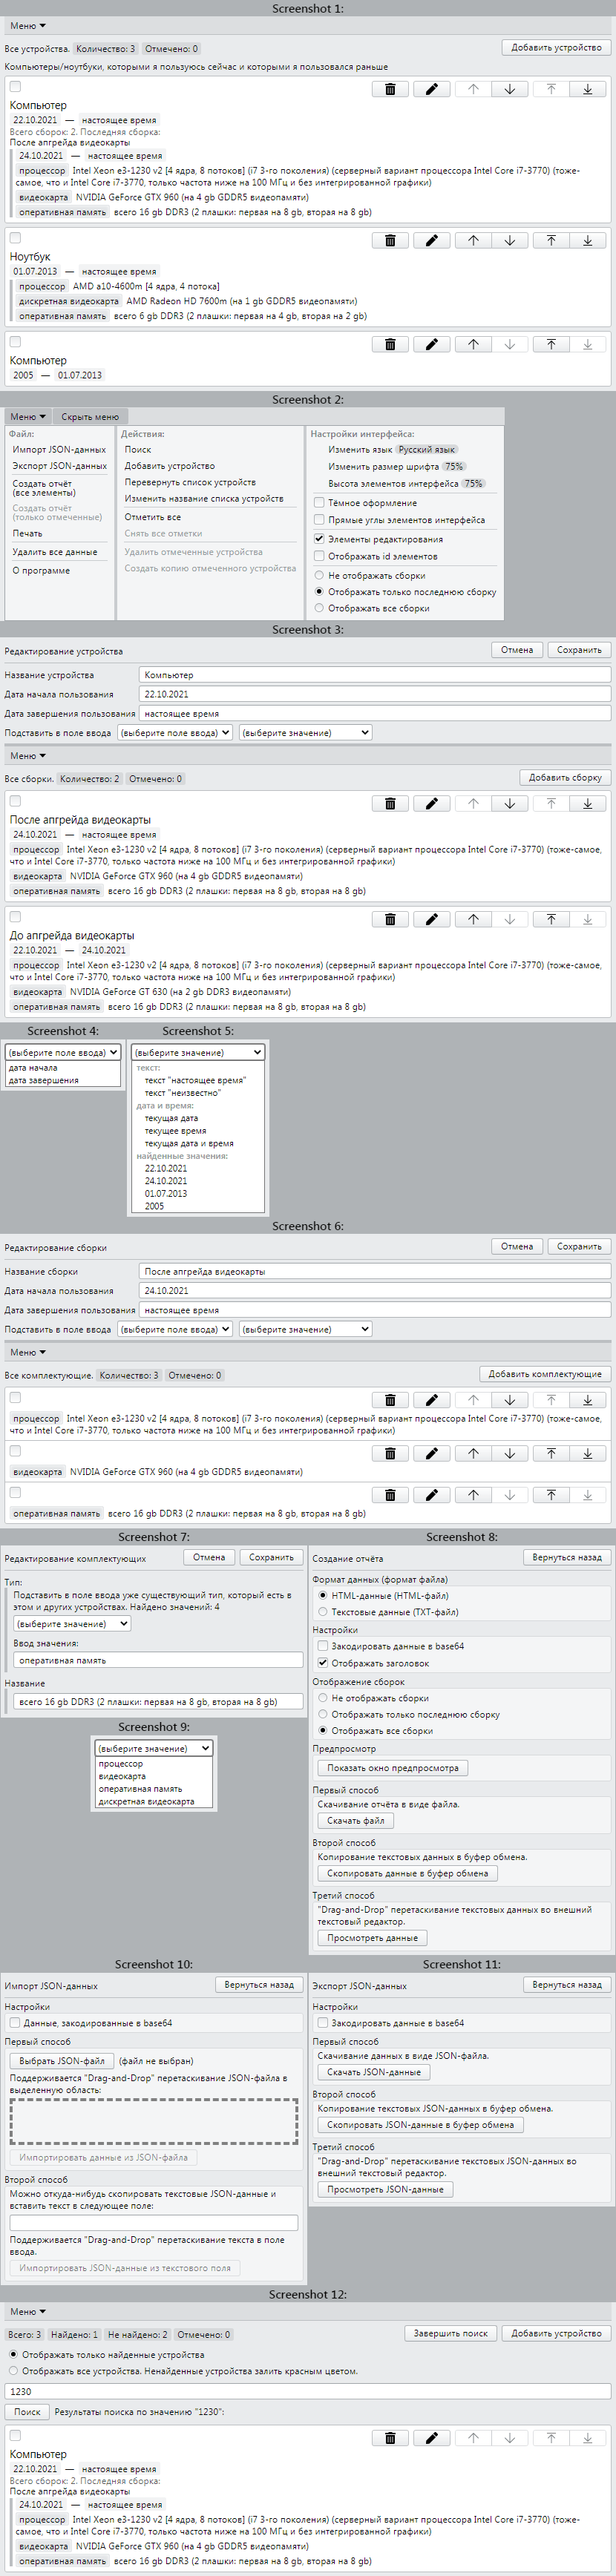 Screenshot 1:
Меню
Все устройства. Количество: 3 Отмечено: 0 Добавить устройство
Компьютеры/ноутбуки, которыми я пользуюсь сейчас и которыми я пользовался раньше
Компьютер
22.10.2021 — настоящее время
Всего сборок: 2. Последняя сборка:
После апгрейда видеокарты
24.10.2021 — настоящее время
процессор Intel Xeon e3-1230 v2 [4 ядра, 8 потоков] (i7 3-го поколения) (серверный вариант процессора Intel Core i7-3770) (тоже-
самое, что и Intel Core i7-3770, только частота ниже на 100 МГц и без интегрированной графики)
видеокарта NVIDIA GeForce GTX 960 (на 4 gb GDDR5 видеопамяти)
оперативная память всего 16 gb DDR3 (2 плашки: первая на 8 gb, вторая на 8 gb)
Ноутбук
01.07.2013 — настоящее время
процессор AMD a10-4600m [4 ядра, 4 потока]
дискретная видеокарта AMD Radeon HD 7600m (на 1 gb GDDR5 видеопамяти)
оперативная память всего 6 gb DDR3 (2 плашки: первая на 4 gb, вторая на 2 gb)
Компьютер
2005 — 01.07.2013
Screenshot 2:
Меню Скрыть меню
Файл:
Импорт JSON-данных
Экспорт JSON-данных
Создать отчёт
(все элементы)
Создать отчёт
(только отмеченные)
Печать
Удалить все данные
О программе
Действия:
Поиск
Добавить устройство
Перевернуть список устройств
Изменить название списка устройств
Отметить все
Снять все отметки
Удалить отмеченные устройства
Создать копию отмеченного устройства
Настройки интерфейса:
Изменить язык Русский язык
Изменить размер шрифта 75%
Высота элементов интерфейса 75%
Тёмное оформление
Прямые углы элементов интерфейса
Элементы редактирования
Отображать id элементов
Не отображать сборки
Отображать только последнюю сборку
Отображать все сборки
Screenshot 3:
Редактирование устройства Отмена Сохранить
Название устройства Компьютер
Дата начала пользования 22.10.2021
Дата завершения пользования настоящее время
Подставить в поле ввода (выберите поле ввода) (выберите значение)
Меню
Все сборки. Количество: 2 Отмечено: 0 Добавить сборку
После апгрейда видеокарты
24.10.2021 — настоящее время
процессор Intel Xeon e3-1230 v2 [4 ядра, 8 потоков] (i7 3-го поколения) (серверный вариант процессора Intel Core i7-3770) (тоже-самое,
что и Intel Core i7-3770, только частота ниже на 100 МГц и без интегрированной графики)
видеокарта NVIDIA GeForce GTX 960 (на 4 gb GDDR5 видеопамяти)
оперативная память всего 16 gb DDR3 (2 плашки: первая на 8 gb, вторая на 8 gb)
До апгрейда видеокарты
22.10.2021 — 24.10.2021
процессор Intel Xeon e3-1230 v2 [4 ядра, 8 потоков] (i7 3-го поколения) (серверный вариант процессора Intel Core i7-3770) (тоже-самое,
что и Intel Core i7-3770, только частота ниже на 100 МГц и без интегрированной графики)
видеокарта NVIDIA GeForce GT 630 (на 2 gb DDR3 видеопамяти)
оперативная память всего 16 gb DDR3 (2 плашки: первая на 8 gb, вторая на 8 gb)
Screenshot 4:
(выберите поле ввода)
дата начала
дата завершения
Screenshot 5:
(выберите значение)
текст:
текст "настоящее время"
текст "неизвестно"
дата и время:
текущая дата
текущее время
текущая дата и время
найденные значения:
22.10.2021
24.10.2021
01.07.2013
2005
Screenshot 6:
Редактирование сборки Отмена Сохранить
Название сборки После апгрейда видеокарты
Дата начала пользования 24.10.2021
Дата завершения пользования настоящее время
Подставить в поле ввода (выберите поле ввода) (выберите значение)
Меню
Все комплектующие. Количество: 3 Отмечено: 0 Добавить комплектующие
процессор Intel Xeon e3-1230 v2 [4 ядра, 8 потоков] (i7 3-го поколения) (серверный вариант процессора Intel Core i7-3770) (тоже-самое,
что и Intel Core i7-3770, только частота ниже на 100 МГц и без интегрированной графики)
видеокарта NVIDIA GeForce GTX 960 (на 4 gb GDDR5 видеопамяти)
оперативная память всего 16 gb DDR3 (2 плашки: первая на 8 gb, вторая на 8 gb)
Screenshot 7:
Редактирование комплектующих Отмена Сохранить
Тип:
Подставить в поле ввода уже существующий тип, который есть в
этом и других устройствах. Найдено значений: 4
(выберите значение)
Ввод значения:
оперативная память
Название
всего 16 gb DDR3 (2 плашки: первая на 8 gb, вторая на 8 gb)
Screenshot 8:
Создание отчёта Вернуться назад
Формат данных (формат файла)
HTML-данные (HTML-файл)
Текстовые данные (TXT-файл)
Настройки
Закодировать данные в base64
Отображать заголовок
Отображение сборок
Не отображать сборки
Отображать только последнюю сборку
Отображать все сборки
Предпросмотр
Показать окно предпросмотра
Первый способ
Скачивание отчёта в виде файла.
Скачать файл
Второй способ
Копирование текстовых данных в буфер обмена.
Скопировать данные в буфер обмена
Третий способ
"Drag-and-Drop" перетаскивание текстовых данных во внешний
текстовый редактор.
Просмотреть данные
Screenshot 9:
(выберите значение)
процессор
видеокарта
оперативная память
дискретная видеокарта
Screenshot 10:
Импорт JSON-данных Вернуться назад
Настройки
Данные, закодированные в base64
Первый способ
Выбрать JSON-файл (файл не выбран)
Поддерживается "Drag-and-Drop" перетаскивание JSON-файла в
выделенную область:
Импортировать данные из JSON-файла
Второй способ
Можно откуда-нибудь скопировать текстовые JSON-данные и
вставить текст в следующее поле:
Поддерживается "Drag-and-Drop" перетаскивание текста в поле
ввода.
Импортировать JSON-данные из текстового поля
Screenshot 11:
Экспорт JSON-данных Вернуться назад
Настройки
Закодировать данные в base64
Первый способ
Скачивание данных в виде JSON-файла.
Скачать JSON-данные
Второй способ
Копирование текстовых JSON-данных в буфер обмена.
Скопировать JSON-данные в буфер обмена
Третий способ
"Drag-and-Drop" перетаскивание текстовых JSON-данных во
внешний текстовый редактор.
Просмотреть JSON-данные
Screenshot 12:
Меню
Всего: 3 Найдено: 1 Не найдено: 2 Отмечено: 0 Завершить поиск Добавить устройство
Отображать только найденные устройства
Отображать все устройства. Ненайденные устройства залить красным цветом.
1230
Поиск Результаты поиска по значению "1230":
Компьютер
22.10.2021 — настоящее время
Всего сборок: 2. Последняя сборка:
После апгрейда видеокарты
24.10.2021 — настоящее время
процессор Intel Xeon e3-1230 v2 [4 ядра, 8 потоков] (i7 3-го поколения) (серверный вариант процессора Intel Core i7-3770) (тоже-
самое, что и Intel Core i7-3770, только частота ниже на 100 МГц и без интегрированной графики)
видеокарта NVIDIA GeForce GTX 960 (на 4 gb GDDR5 видеопамяти)
оперативная память всего 16 gb DDR3 (2 плашки: первая на 8 gb, вторая на 8 gb)